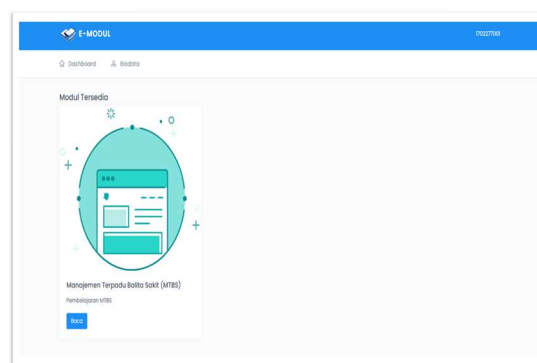 E-MODUL
Dashboard Biodata
Modul Tersedia
Manajemen Terpadu Balita Sakit (MTBS)
Pembelajaran MTBS
Baca